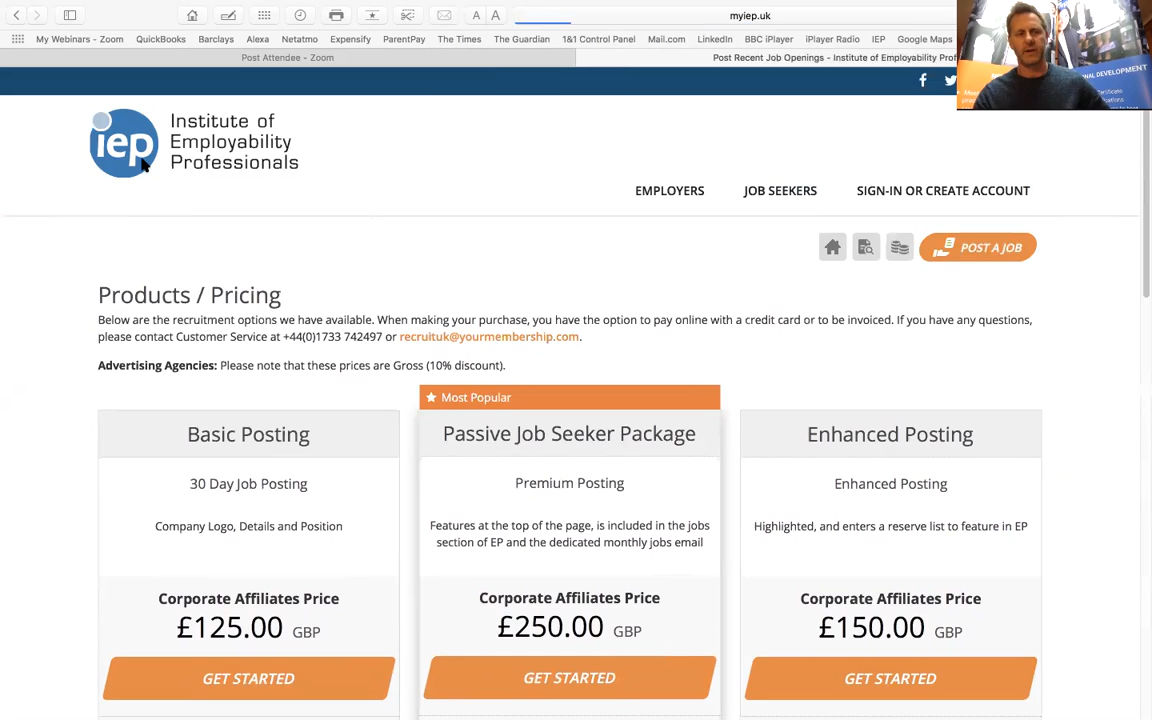 myiep.uk
My Webinars - Zoom QuickBooks Barclays Alexa Netatmo Expensify ParentPay The Times The Guardian 1&1 Control Panel Mail.com LinkedIn BBC iPlayer iPlayer Radio IEP Google Maps
Post Attendee - Zoom
Post Recent Job Openings - Institute of Employability Prof
iep
Institute of
Employability
Professionals
EMPLOYERS JOB SEEKERS SIGN-IN OR CREATE ACCOUNT
POST A JOB
Products / Pricing
Below are the recruitment options we have available. When making your purchase, you have the option to pay online with a credit card or to be invoiced. If you have any questions,
please contact Customer Service at +44(0)1733 742497 or recruituk@yourmembership.com.
Advertising Agencies: Please note that these prices are Gross (10% discount).
Most Popular
Basic Posting
30 Day Job Posting
Company Logo, Details and Position
Corporate Affiliates Price
£125.00 GBP
GET STARTED
Passive Job Seeker Package
Premium Posting
Features at the top of the page, is included in the jobs
section of EP and the dedicated monthly jobs email
Corporate Affiliates Price
£250.00 GBP
GET STARTED
Enhanced Posting
Enhanced Posting
Highlighted, and enters a reserve list to feature in EP
Corporate Affiliates Price
£150.00 GBP
GET STARTED